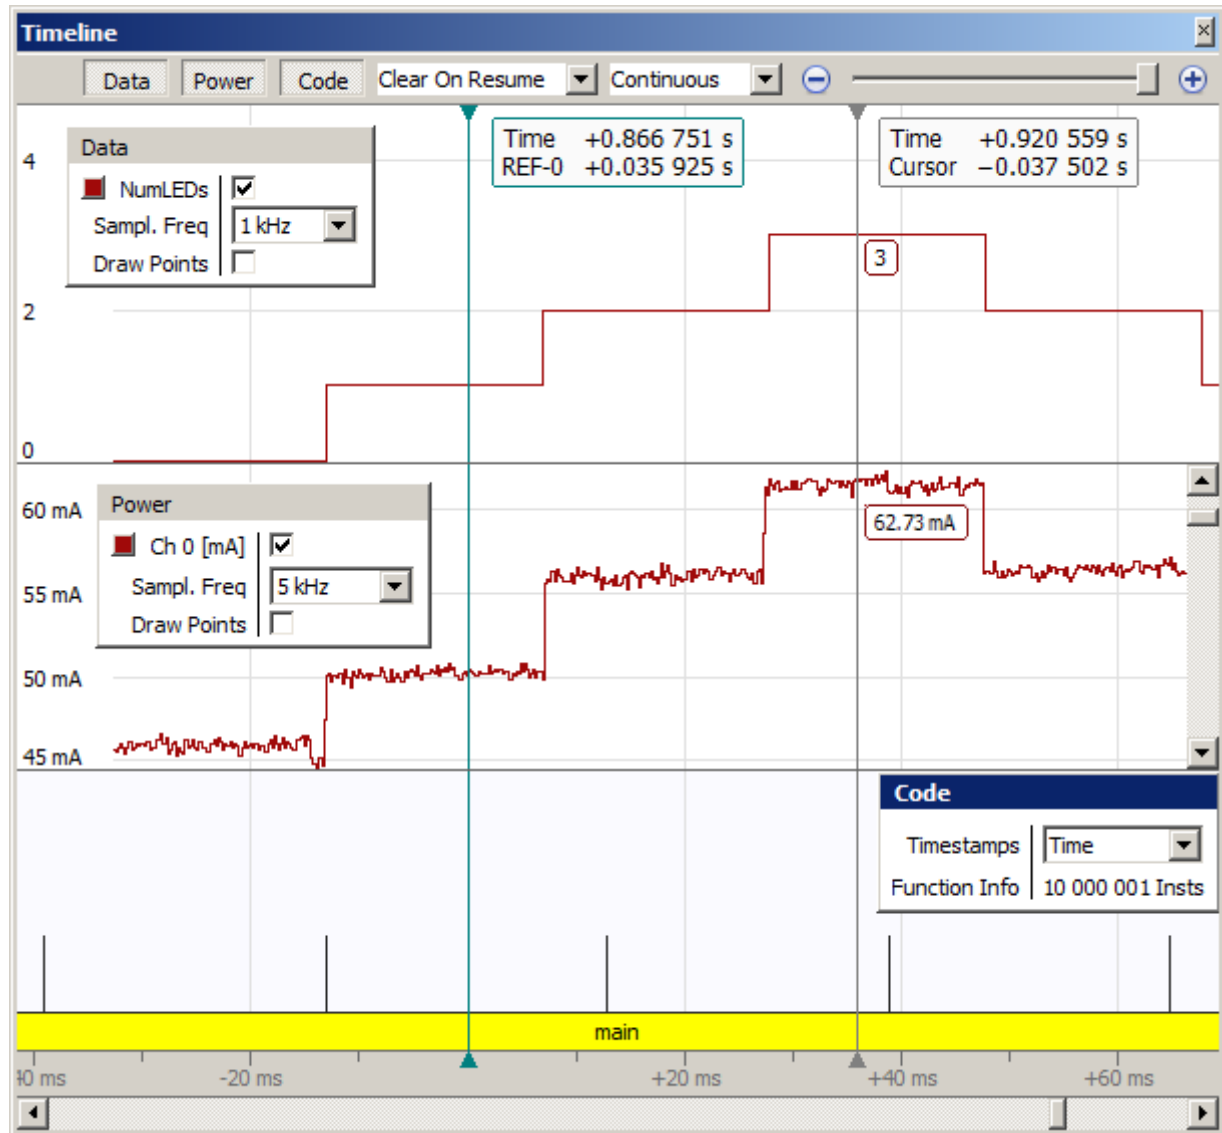 Timeline
Data Power Code Clear On Resume Continuous
Time +0.866 751 s
REF-0 +0.035 925 s
Time +0.920 559 s
Cursor −0.037 502 s
Data
NumLEDs
Sampl. Freq 1 kHz
Draw Points
4
2
0
3
Power
Ch 0 [mA]
Sampl. Freq 5 kHz
Draw Points
60 mA
55 mA
50 mA
45 mA
62.73 mA
Code
Timestamps Time
Function Info 10 000 001 Insts
main
0 ms -20 ms +20 ms +40 ms +60 ms